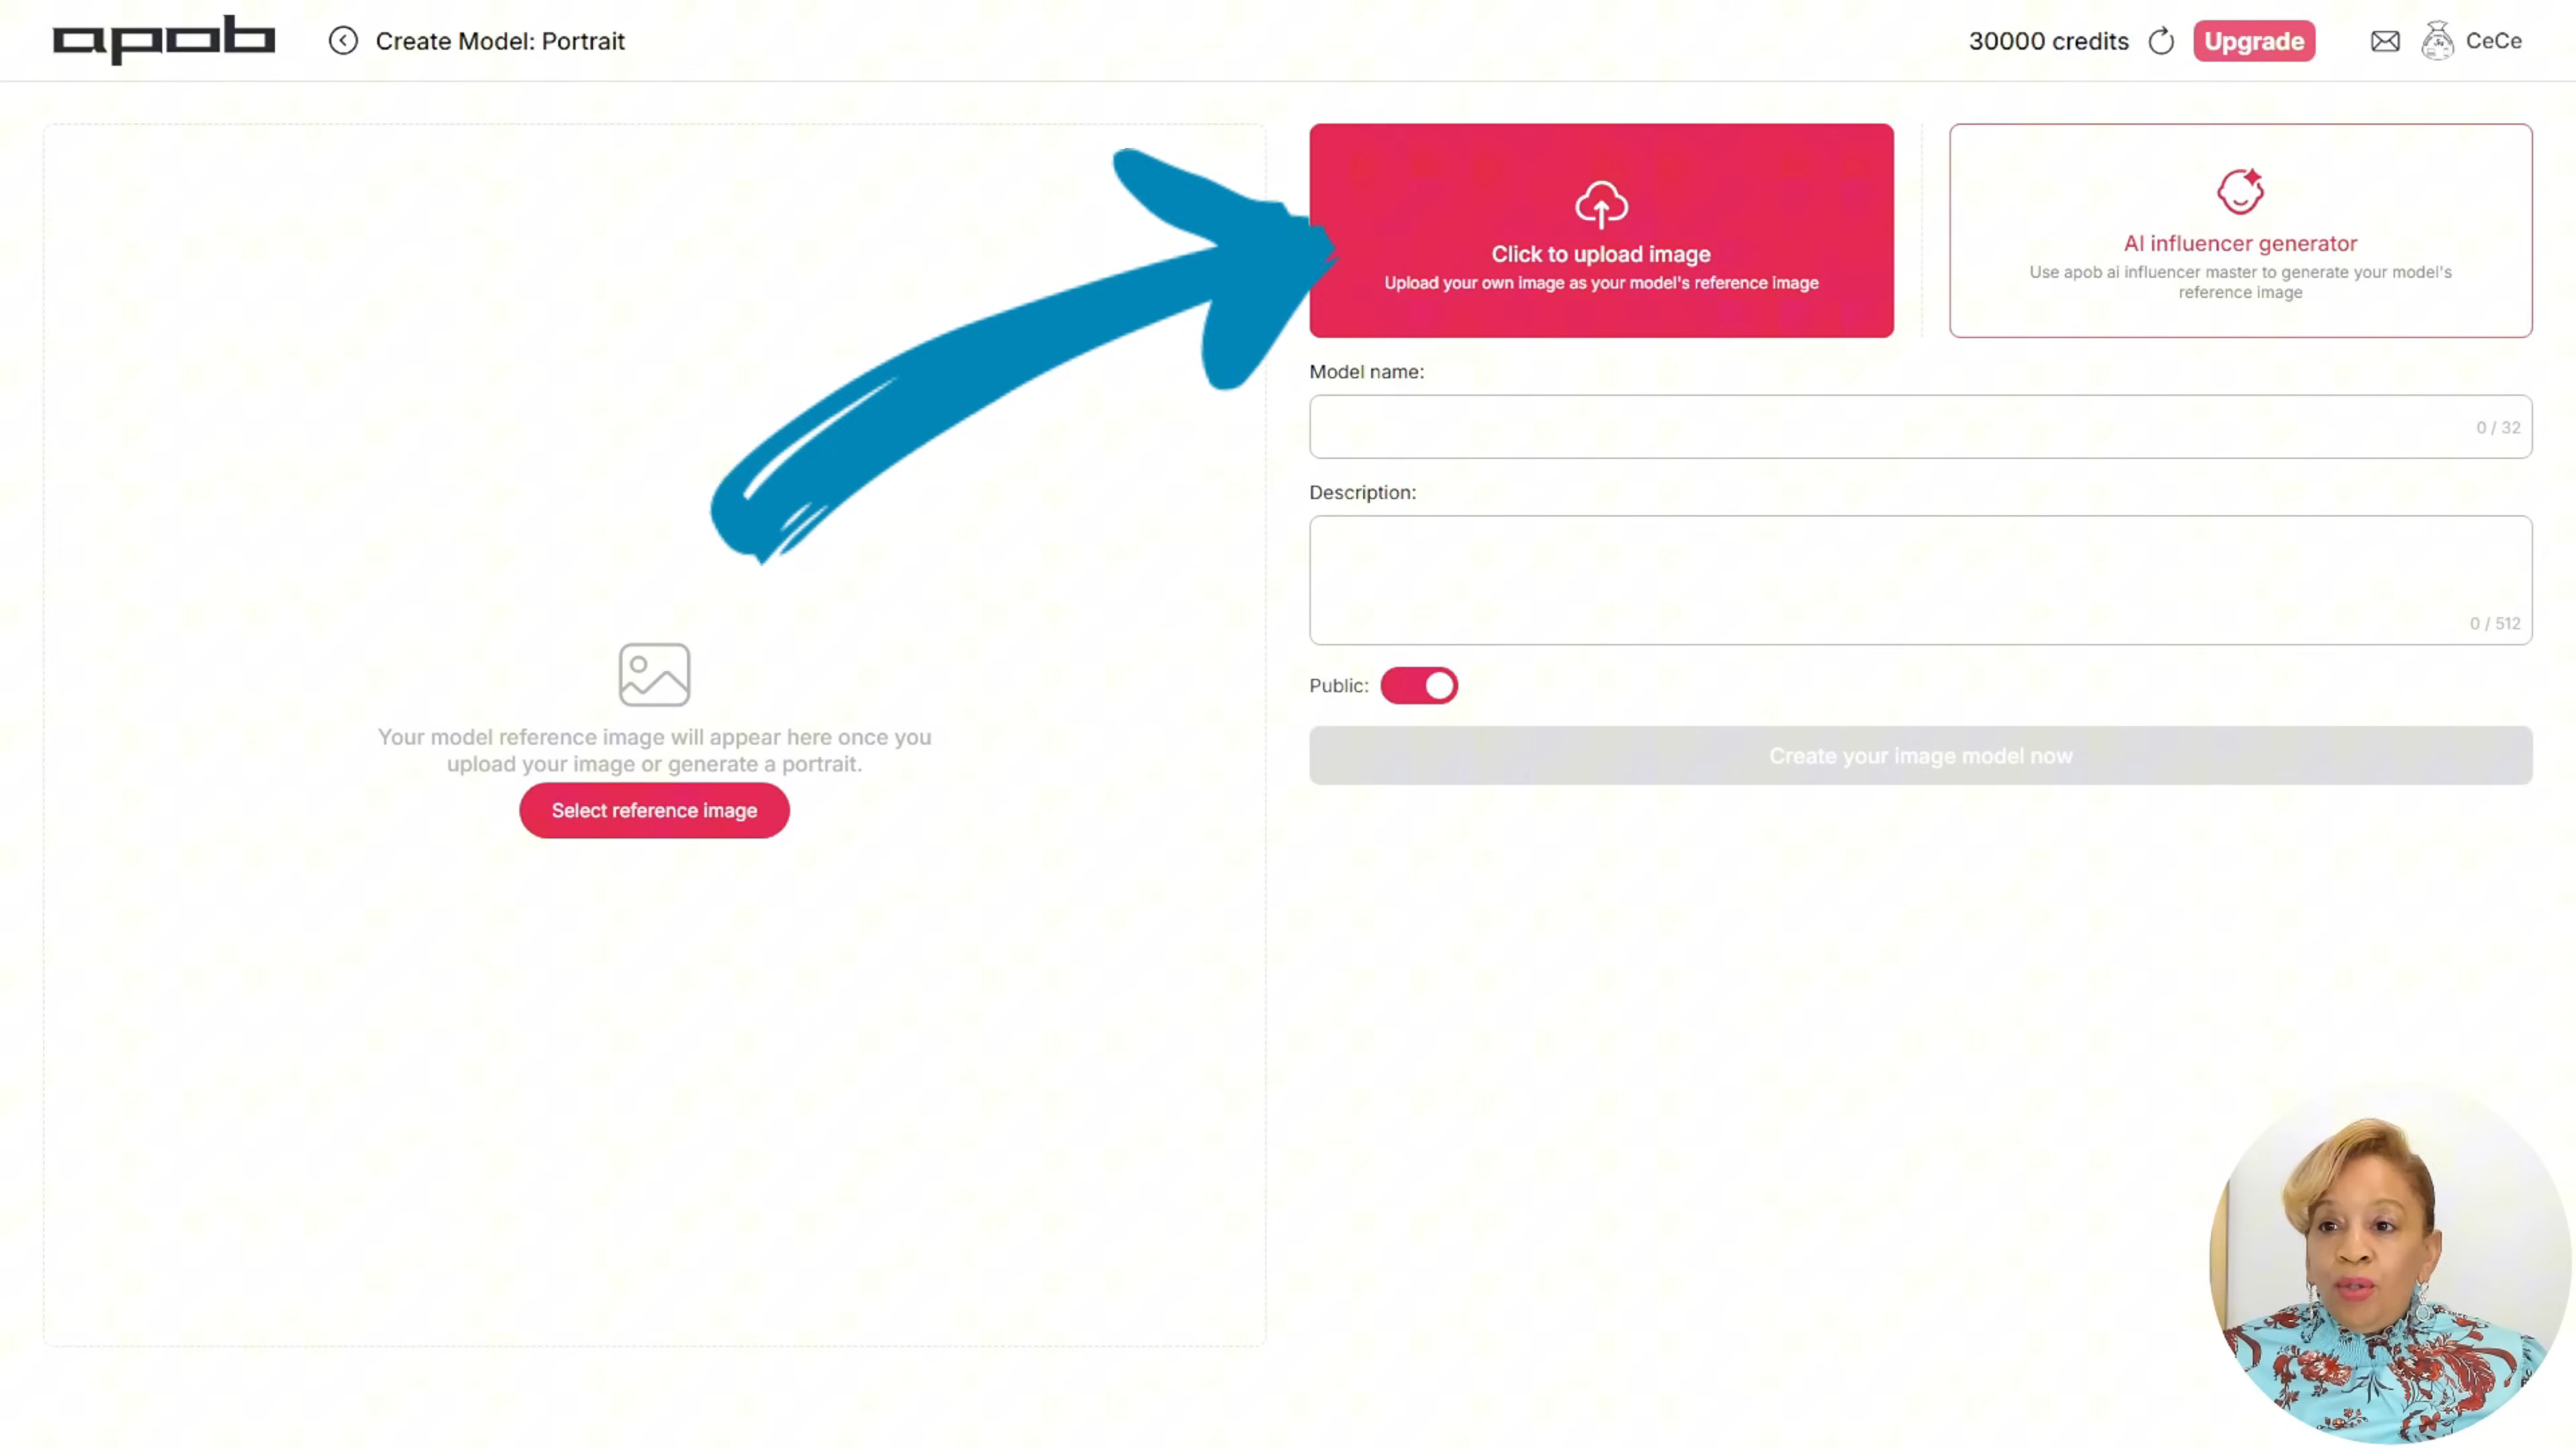 apob
Create Model: Portrait
30000 credits
Upgrade
CeCe
Click to upload image
Upload your own image as your model's reference image
AI influencer generator
Use apob ai influencer master to generate your model's
reference image
Model name:
0 / 32
Description:
0 / 512
Public:
Create your image model now
Your model reference image will appear here once you
upload your image or generate a portrait.
Select reference image